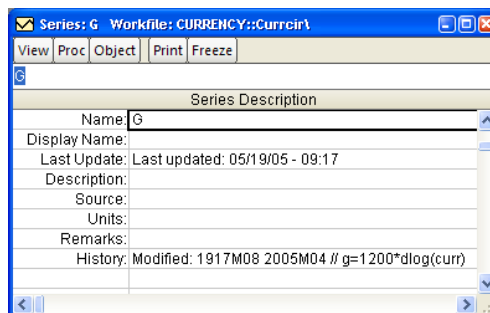 Series: G Workfile: CURRENCY::Currcir\
View Proc Object Print Freeze
G
Series Description
Name: G
Display Name:
Last Update: Last updated: 05/19/05 - 09:17
Description:
Source:
Units:
Remarks:
History: Modified: 1917M08 2005M04 // g=1200*dlog(curr)